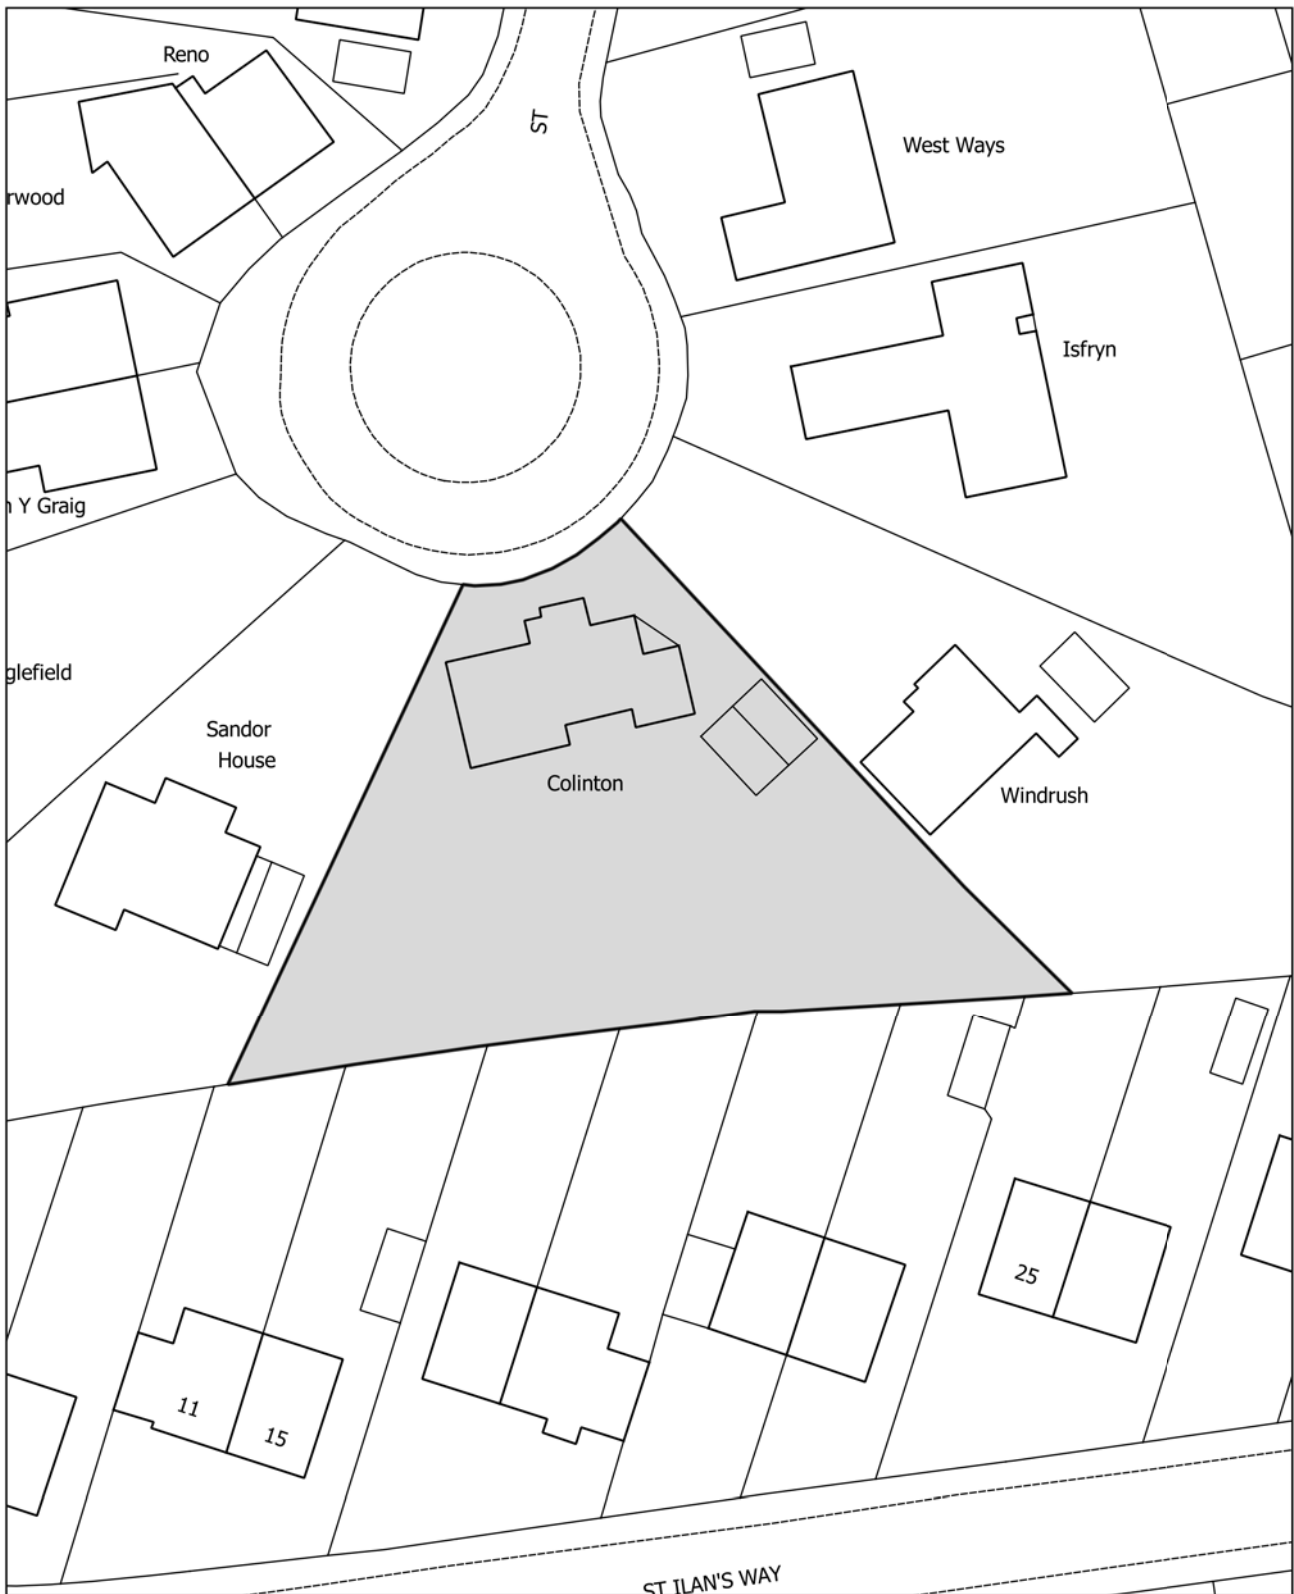 Reno
ST
West Ways
rwood
Isfryn
Y Graig
glefield
Sandor
House
Colinton
Windrush
25
11
15
ST ILAN'S WAY